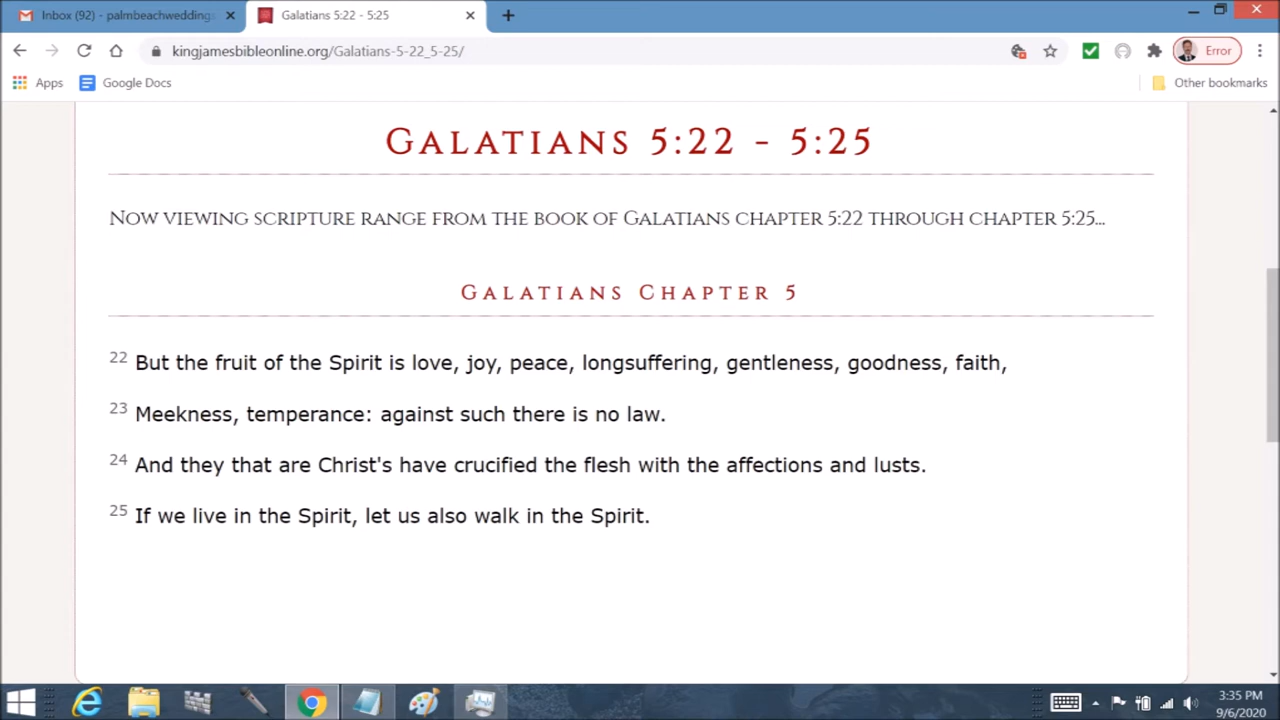 Inbox (92) - palmbeachwedding
Galatians 5:22 - 5:25
kingjamesbibleonline.org/Galatians-5-22_5-25/
Error
Apps
Google Docs
Other bookmarks
Galatians 5:22 - 5:25
Now viewing scripture range from the book of Galatians chapter 5:22 through chapter 5:25...
Galatians Chapter 5
22 But the fruit of the Spirit is love, joy, peace, longsuffering, gentleness, goodness, faith,
23 Meekness, temperance: against such there is no law.
24 And they that are Christ's have crucified the flesh with the affections and lusts.
25 If we live in the Spirit, let us also walk in the Spirit.
3:35 PM
9/6/2020